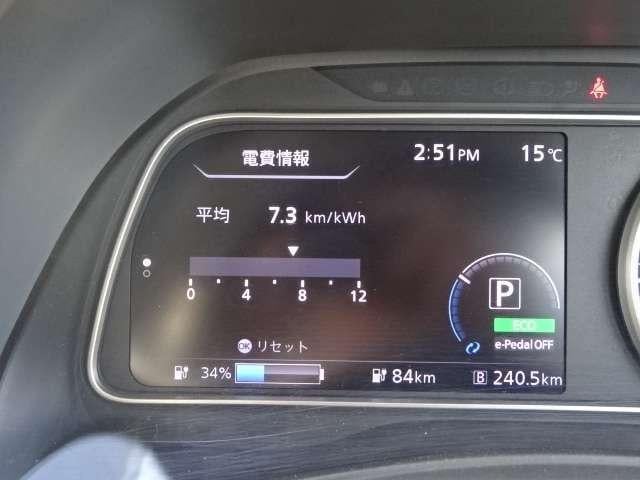 電費情報 2:51PM 15℃
平均 7.3 km/kWh
0 4 8 12
P
ECO
e-Pedal OFF
OK リセット
34% 84km B 240.5km